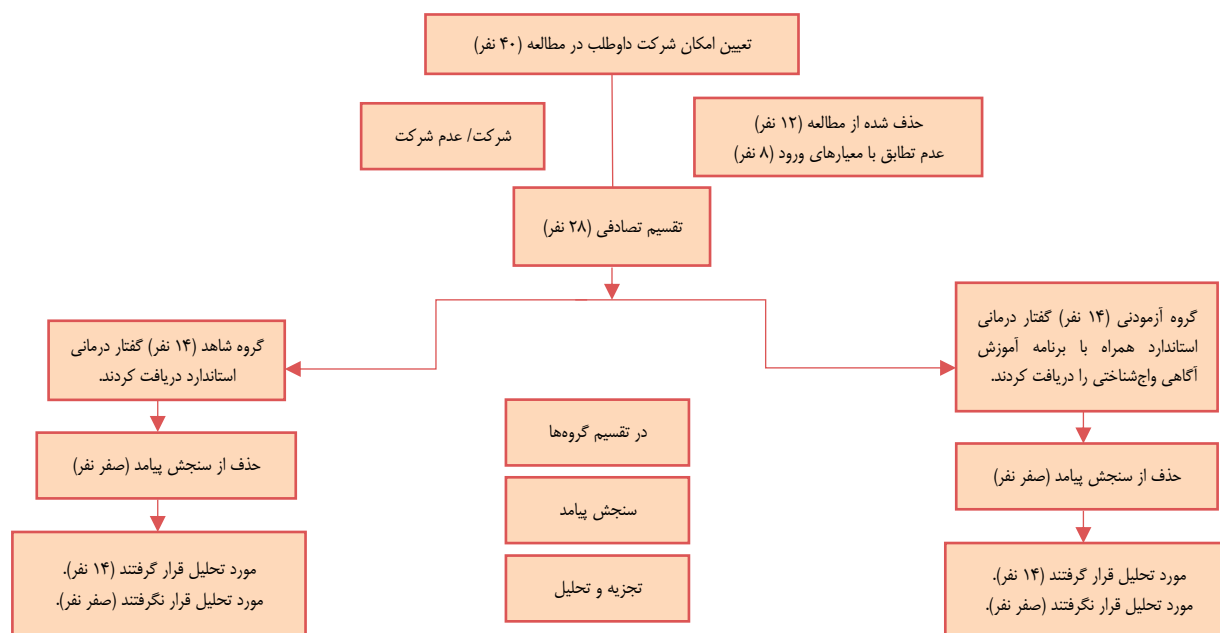 تعیین امکان شرکت داوطلب در مطالعه (۴۰ نفر)
حذف شده از مطالعه (۱۲ نفر)
عدم تطابق با معیارهای ورود (۸ نفر)
شرکت/ عدم شرکت
تقسیم تصادفی (۲۸ نفر)
گروه آزمودنی (۱۴ نفر) گفتار درمانی
استاندارد همراه با برنامه آموزش
آگاهی واج‌شناختی را دریافت کردند.
گروه شاهد (۱۴ نفر) گفتار درمانی
استاندارد دریافت کردند.
در تقسیم گروه‌ها
حذف از سنجش پیامد (صفر نفر)
حذف از سنجش پیامد (صفر نفر)
سنجش پیامد
مورد تحلیل قرار گرفتند (۱۴ نفر).
مورد تحلیل قرار نگرفتند (صفر نفر).
تجزیه و تحلیل
مورد تحلیل قرار گرفتند (۱۴ نفر).
مورد تحلیل قرار نگرفتند (صفر نفر).